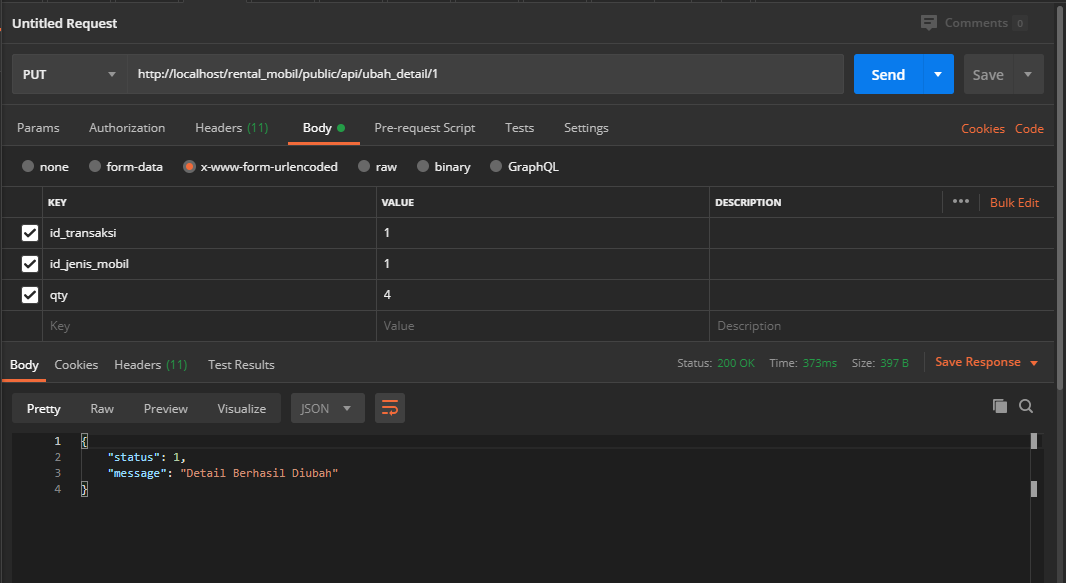 Untitled Request
Comments 0
PUT
http://localhost/rental_mobil/public/api/ubah_detail/1
Send
Save
Params Authorization Headers (11) Body Pre-request Script Tests Settings Cookies Code
none form-data x-www-form-urlencoded raw binary GraphQL
KEY VALUE DESCRIPTION ••• Bulk Edit
id_transaksi 1
id_jenis_mobil 1
qty 4
Key Value Description
Body Cookies Headers (11) Test Results Status: 200 OK Time: 373ms Size: 397 B Save Response
Pretty Raw Preview Visualize JSON
1 {
2 "status": 1,
3 "message": "Detail Berhasil Diubah"
4 }